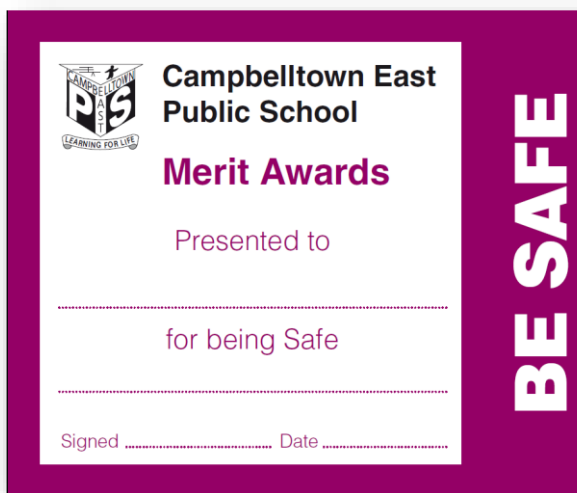 CAMPBELLTOWN
EAST
PS
LEARNING FOR LIFE
Campbelltown East
Public School
Merit Awards
Presented to
for being Safe
Signed Date
BE SAFE